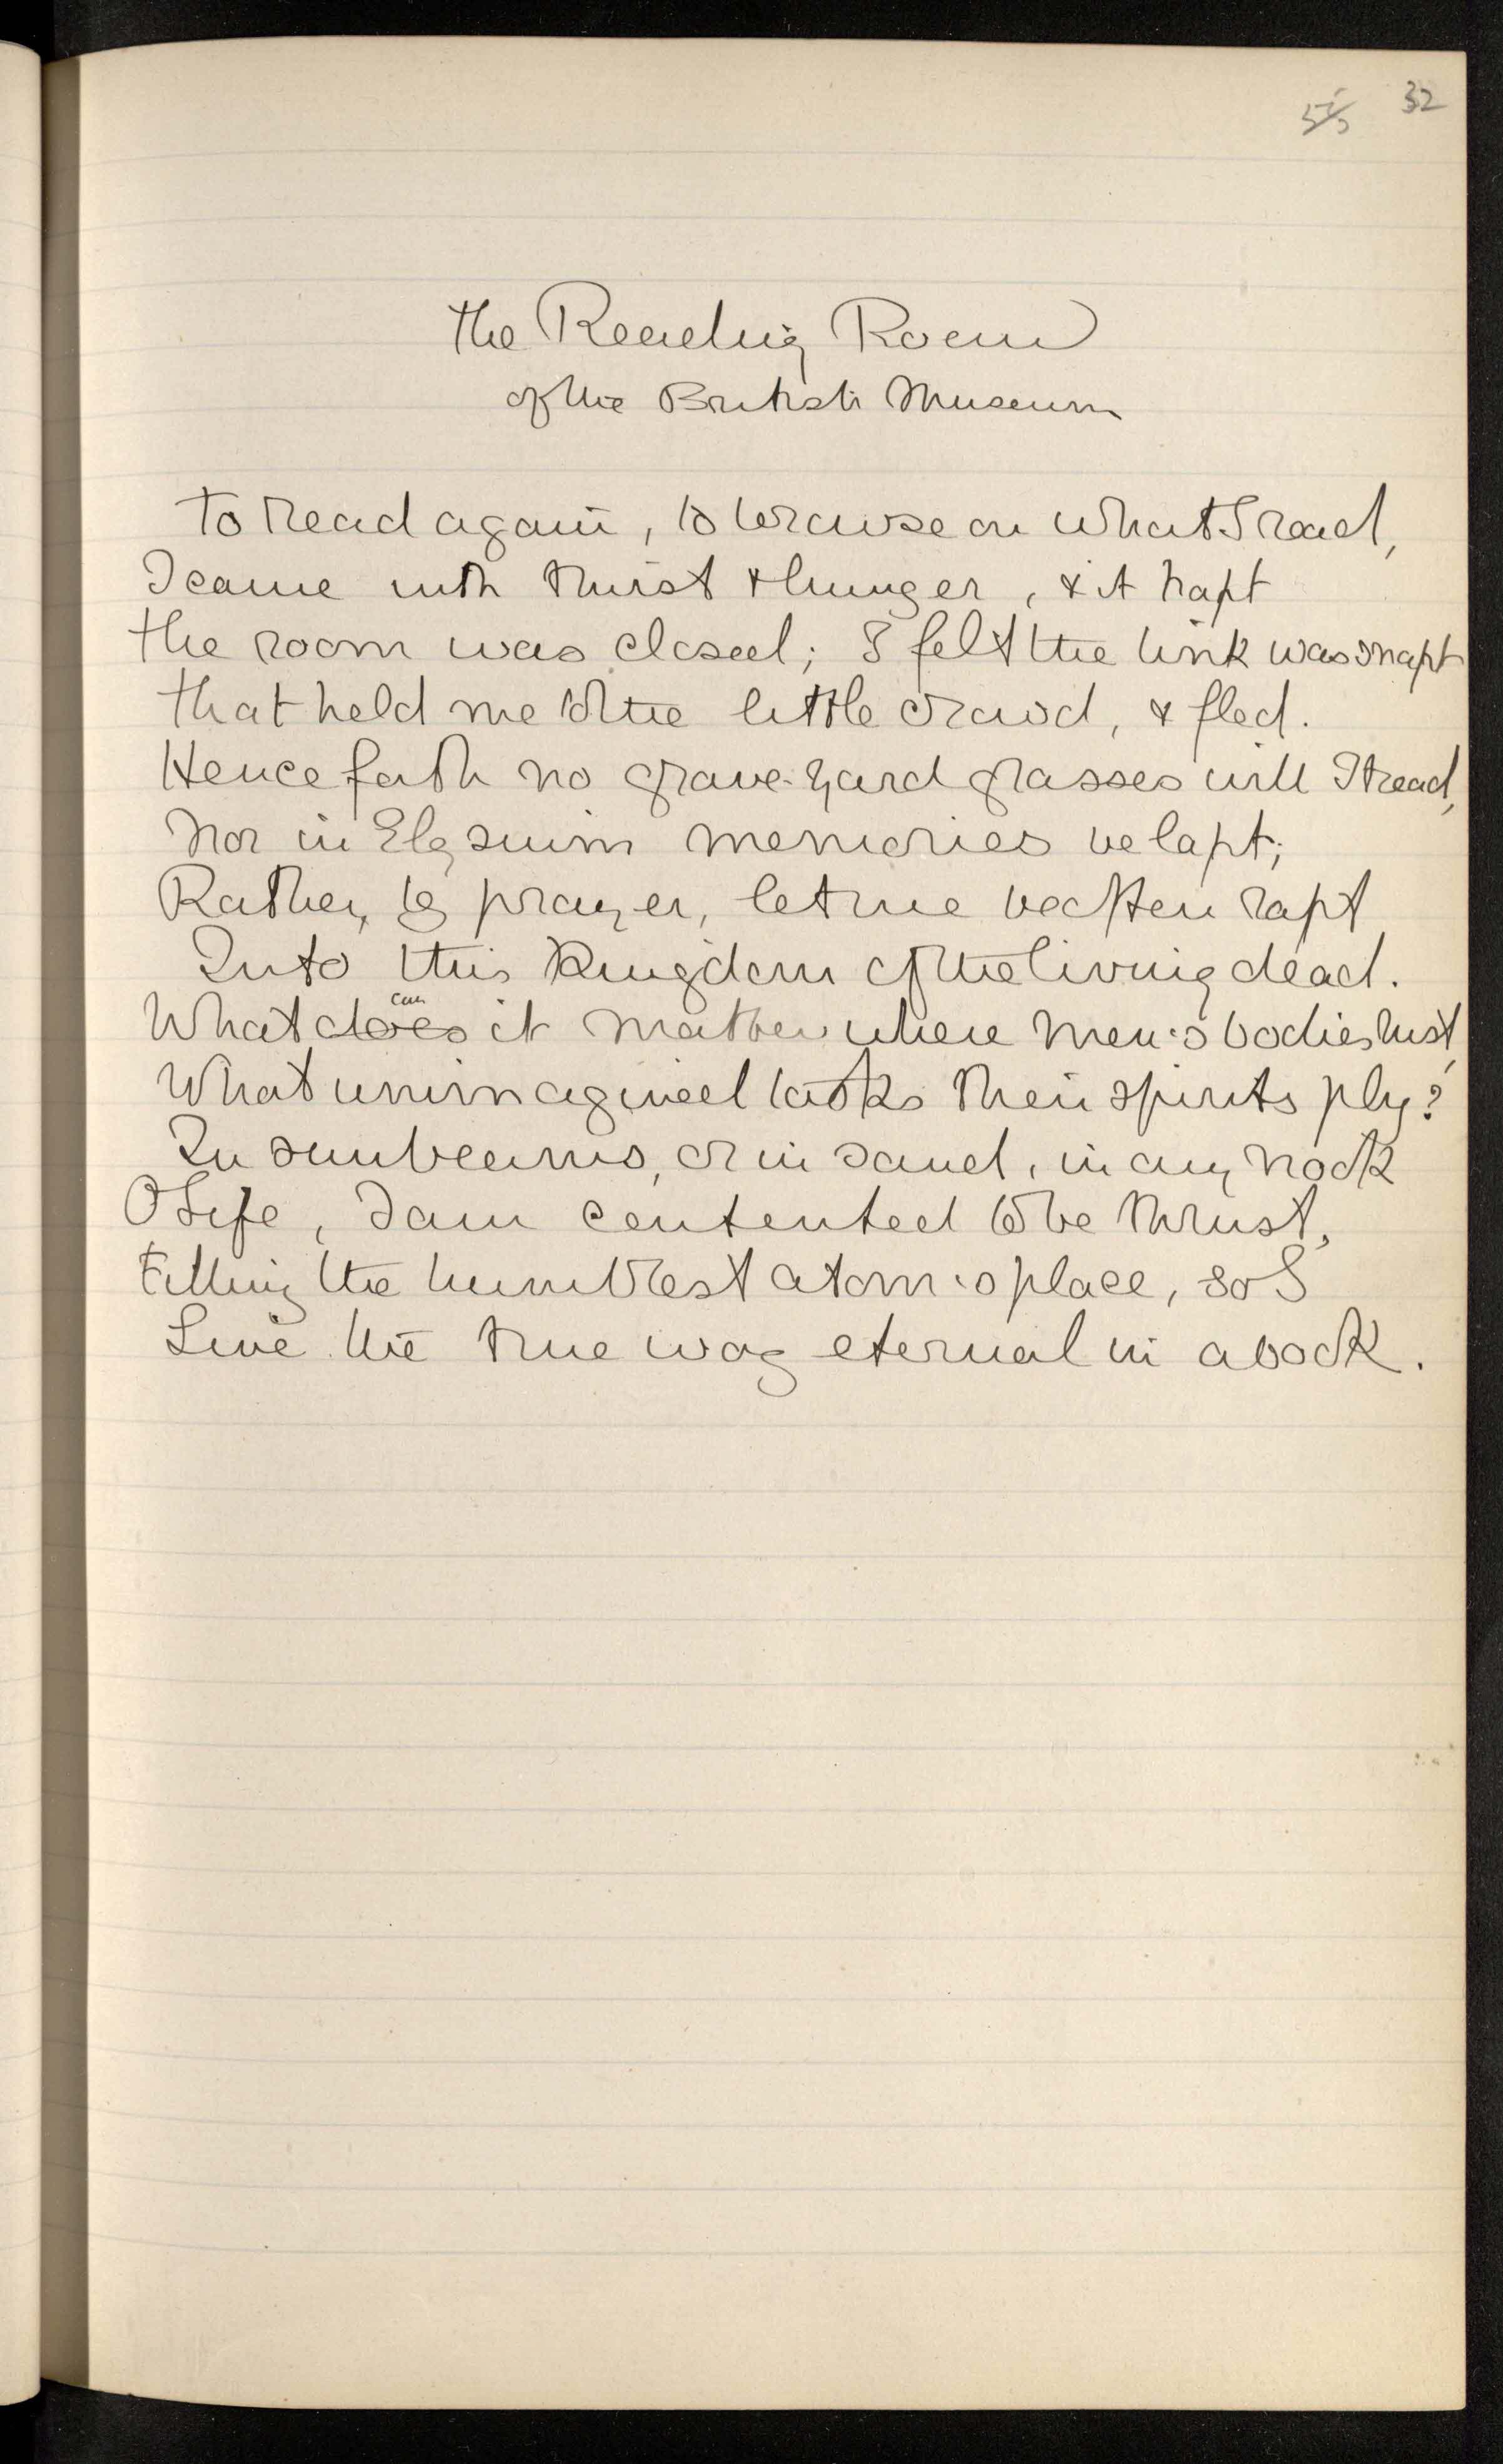 32
The Reading Room
of the British Museum
To read again, to browse on what I read,
I came with thirst & hunger, & it hapt
the room was closed; I felt the link was snapt
that held me to the little crowd, & fled.
Henceforth no grave-yard grasses will I tread,
Nor in Elysium memories be lapt;
Rather, by prayer, let me be often rapt
Into this Kingdom of the living dead.
can
What does it matter where men's bodies rust,
What unimagined tasks their spirits ply?
In sunbeams, or in sand, in any nook
O Life, I am contented to be thrust,
Filling the humblest atom's place, so I
Live the true way eternal in a book.